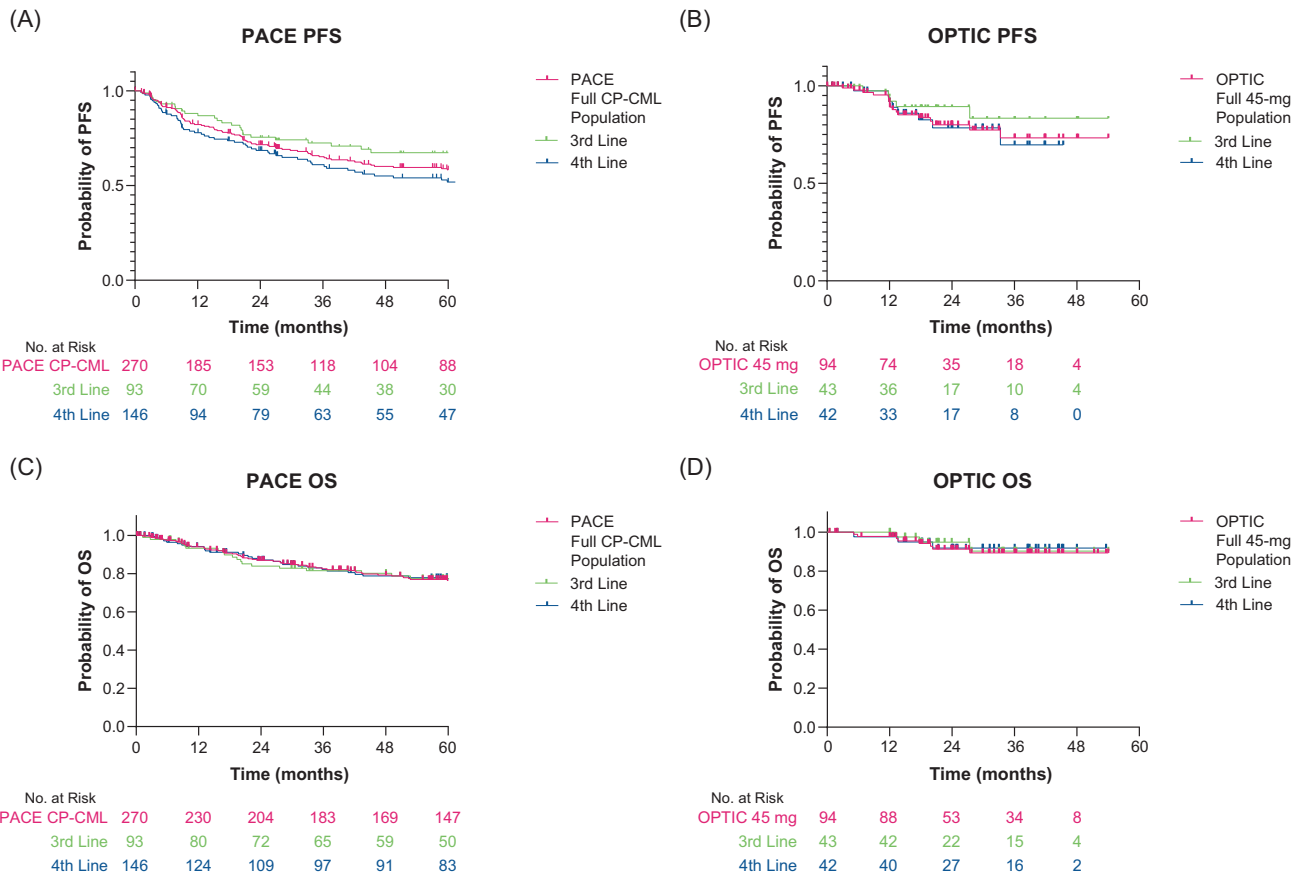 (A)
PACE PFS
Probability of PFS
1.0
0.5
0.0
0 12 24 36 48 60
Time (months)
PACE
Full CP-CML
Population
3rd Line
4th Line
No. at Risk
PACE CP-CML 270 185 153 118 104 88
3rd Line 93 70 59 44 38 30
4th Line 146 94 79 63 55 47
(B)
OPTIC PFS
Probability of PFS
1.0
0.5
0.0
0 12 24 36 48 60
Time (months)
OPTIC
Full 45-mg
Population
3rd Line
4th Line
No. at Risk
OPTIC 45 mg 94 74 35 18 4
3rd Line 43 36 17 10 4
4th Line 42 33 17 8 0
(C)
PACE OS
Probability of OS
1.0
0.8
0.6
0.4
0.2
0.0
0 12 24 36 48 60
Time (months)
PACE
Full CP-CML
Population
3rd Line
4th Line
No. at Risk
PACE CP-CML 270 230 204 183 169 147
3rd Line 93 80 72 65 59 50
4th Line 146 124 109 97 91 83
(D)
OPTIC OS
Probability of OS
1.0
0.8
0.6
0.4
0.2
0.0
0 12 24 36 48 60
Time (months)
OPTIC
Full 45-mg
Population
3rd Line
4th Line
No. at Risk
OPTIC 45 mg 94 88 53 34 8
3rd Line 43 42 22 15 4
4th Line 42 40 27 16 2